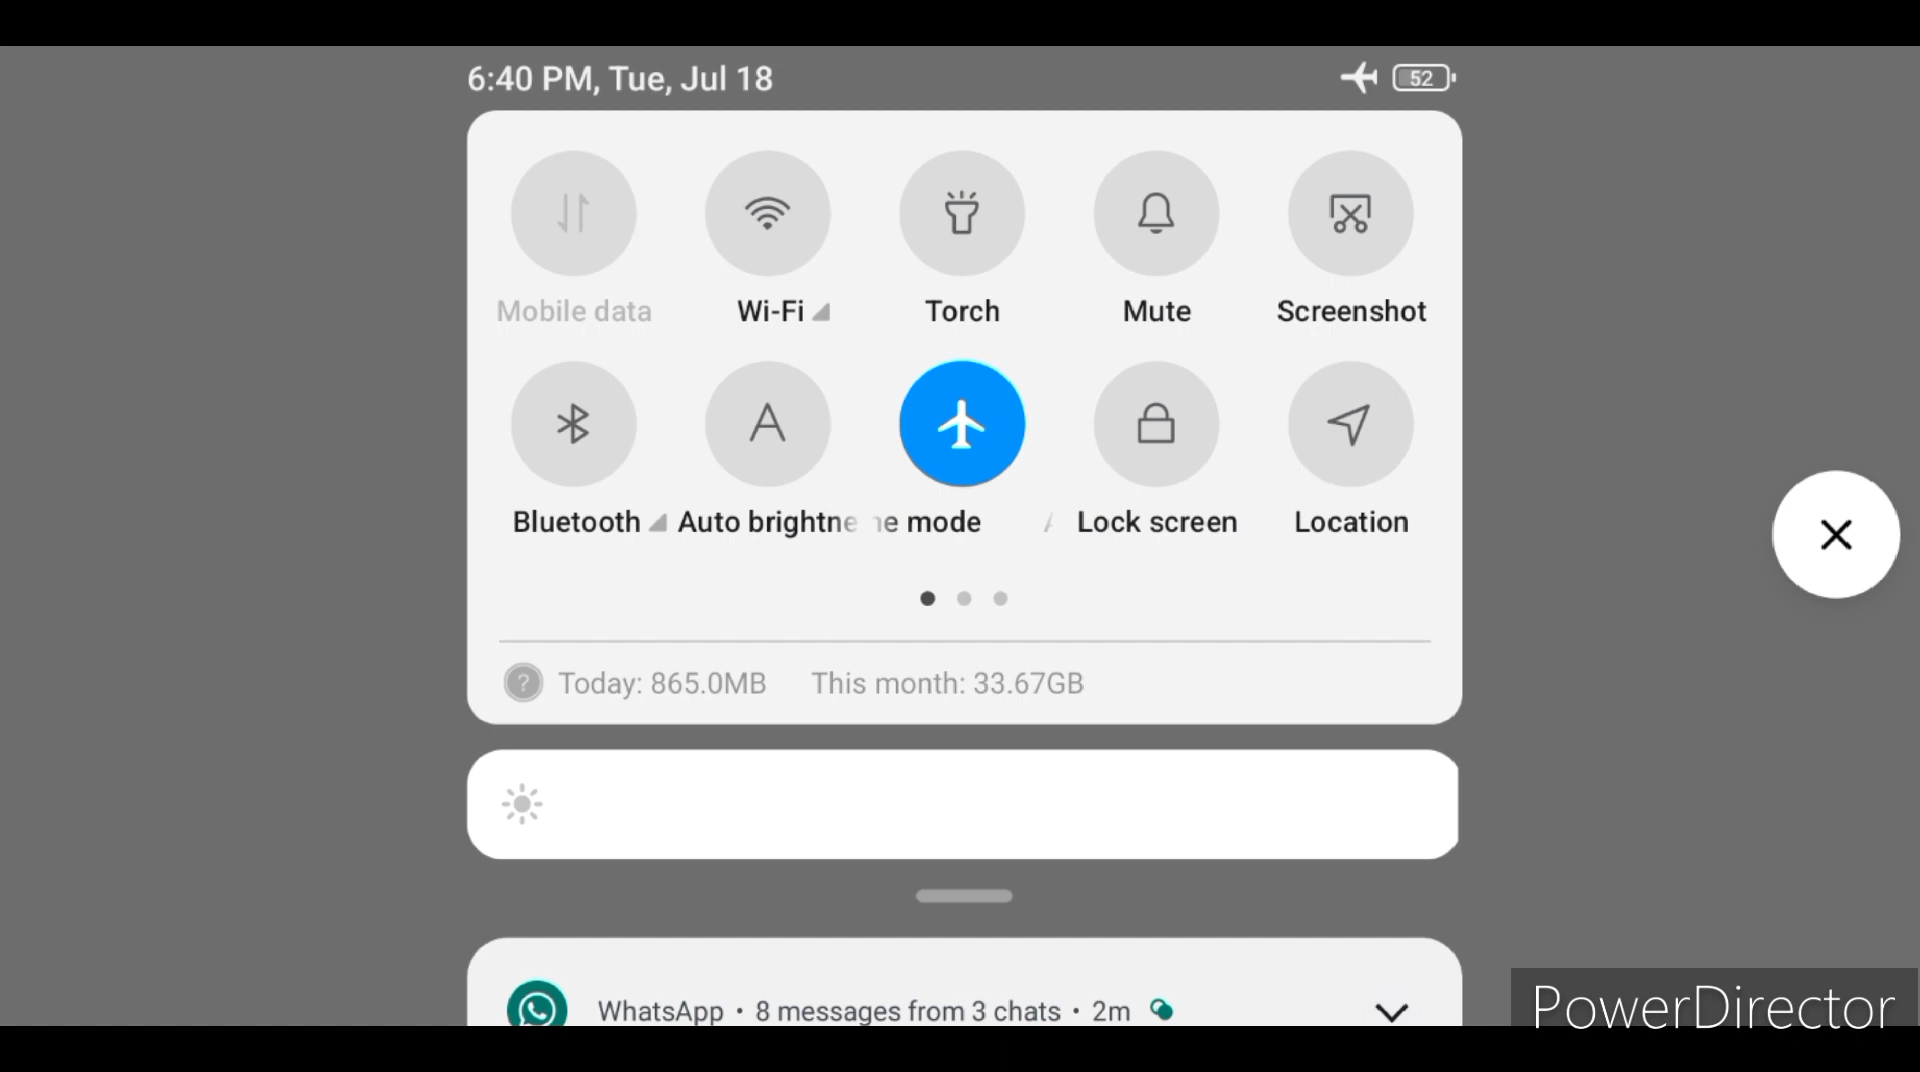 6:40 PM, Tue, Jul 18
52
Mobile data
Wi-Fi
Torch
Mute
Screenshot
A
Bluetooth
Auto brightne
ne mode
A
Lock screen
Location
? Today: 865.0MB This month: 33.67GB
WhatsApp • 8 messages from 3 chats • 2m
PowerDirector